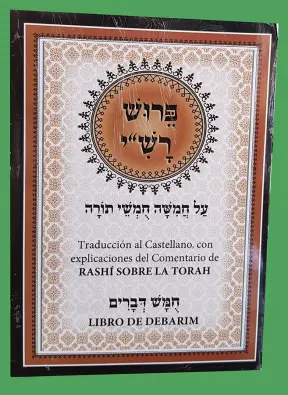 פֵּרוּשׁ
רַשִׁ״י
עַל חֲמִשָּׁה חֻמְשֵׁי תוֹרָה
Traducción al Castellano, con
explicaciones del Comentario de
RASHÍ SOBRE LA TORAH
חֻמָּשׁ דְּבָרִים
LIBRO DE DEBARIM